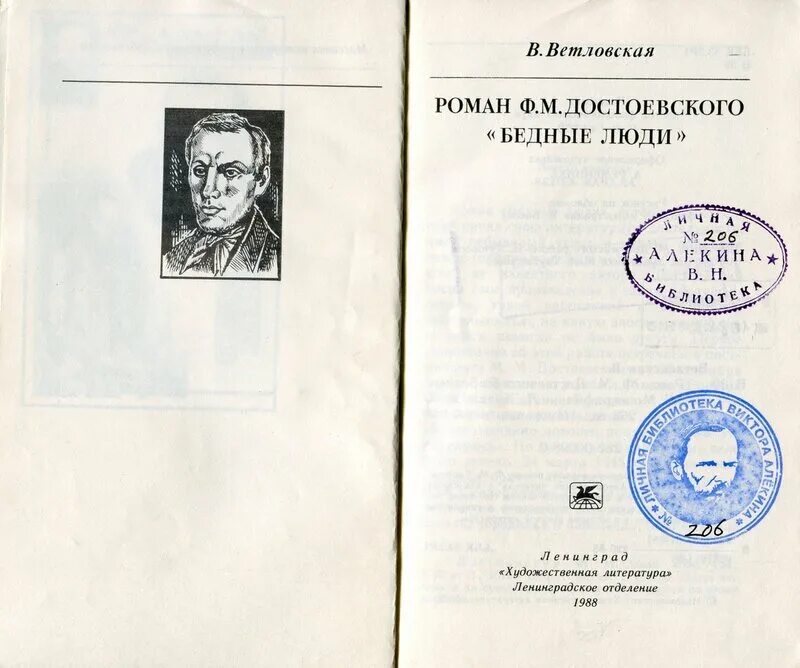 В. Ветловская
РОМАН Ф. М. ДОСТОЕВСКОГО
«БЕДНЫЕ ЛЮДИ»
ЛИЧНАЯ
№ 206
АЛЕКИНА
В. Н.
БИБЛИОТЕКА
ЛИЧНАЯ БИБЛИОТЕКА ВИКТОРА АЛЕКИНА
№ 206
Ленинград
«Художественная литература»
Ленинградское отделение
1988